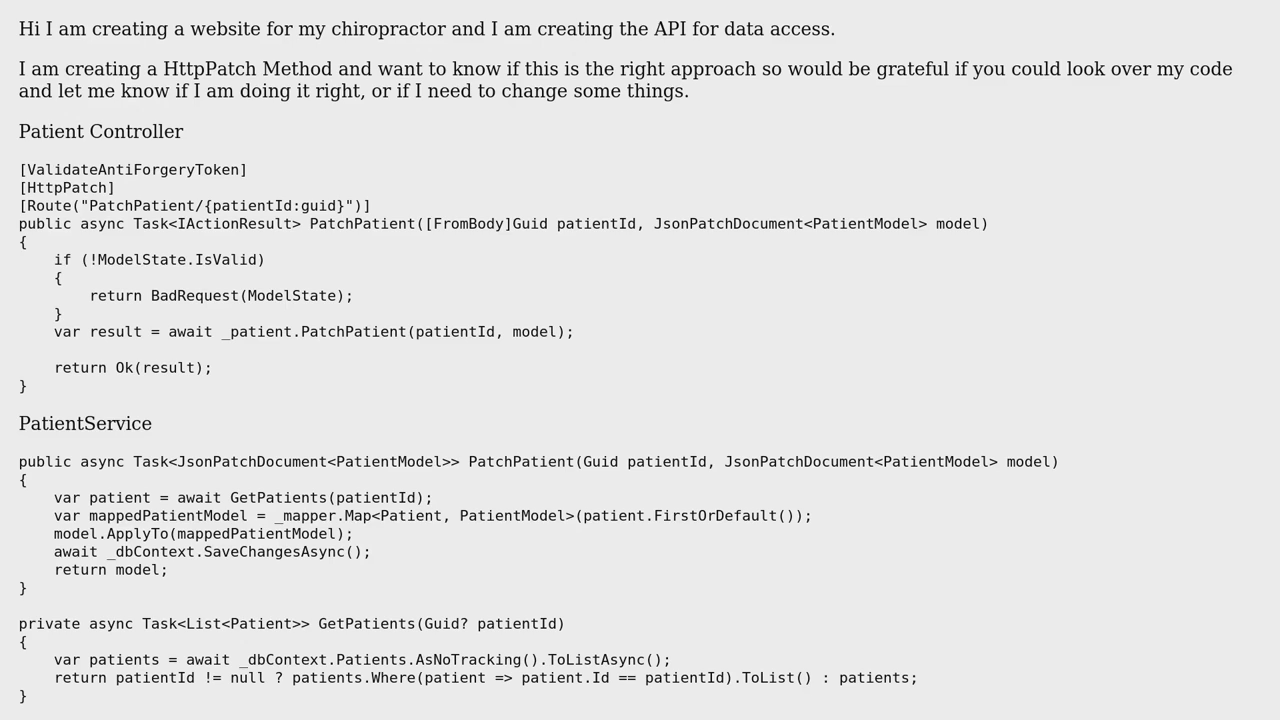 Hi I am creating a website for my chiropractor and I am creating the API for data access.
I am creating a HttpPatch Method and want to know if this is the right approach so would be grateful if you could look over my code
and let me know if I am doing it right, or if I need to change some things.
Patient Controller
[ValidateAntiForgeryToken]
[HttpPatch]
[Route("PatchPatient/{patientId:guid}")]
public async Task<IActionResult> PatchPatient([FromBody]Guid patientId, JsonPatchDocument<PatientModel> model)
{
    if (!ModelState.IsValid)
    {
        return BadRequest(ModelState);
    }
    var result = await _patient.PatchPatient(patientId, model);
    return Ok(result);
}
PatientService
public async Task<JsonPatchDocument<PatientModel>> PatchPatient(Guid patientId, JsonPatchDocument<PatientModel> model)
{
    var patient = await GetPatients(patientId);
    var mappedPatientModel = _mapper.Map<Patient, PatientModel>(patient.FirstOrDefault());
    model.ApplyTo(mappedPatientModel);
    await _dbContext.SaveChangesAsync();
    return model;
}
private async Task<List<Patient>> GetPatients(Guid? patientId)
{
    var patients = await _dbContext.Patients.AsNoTracking().ToListAsync();
    return patientId != null ? patients.Where(patient => patient.Id == patientId).ToList() : patients;
}